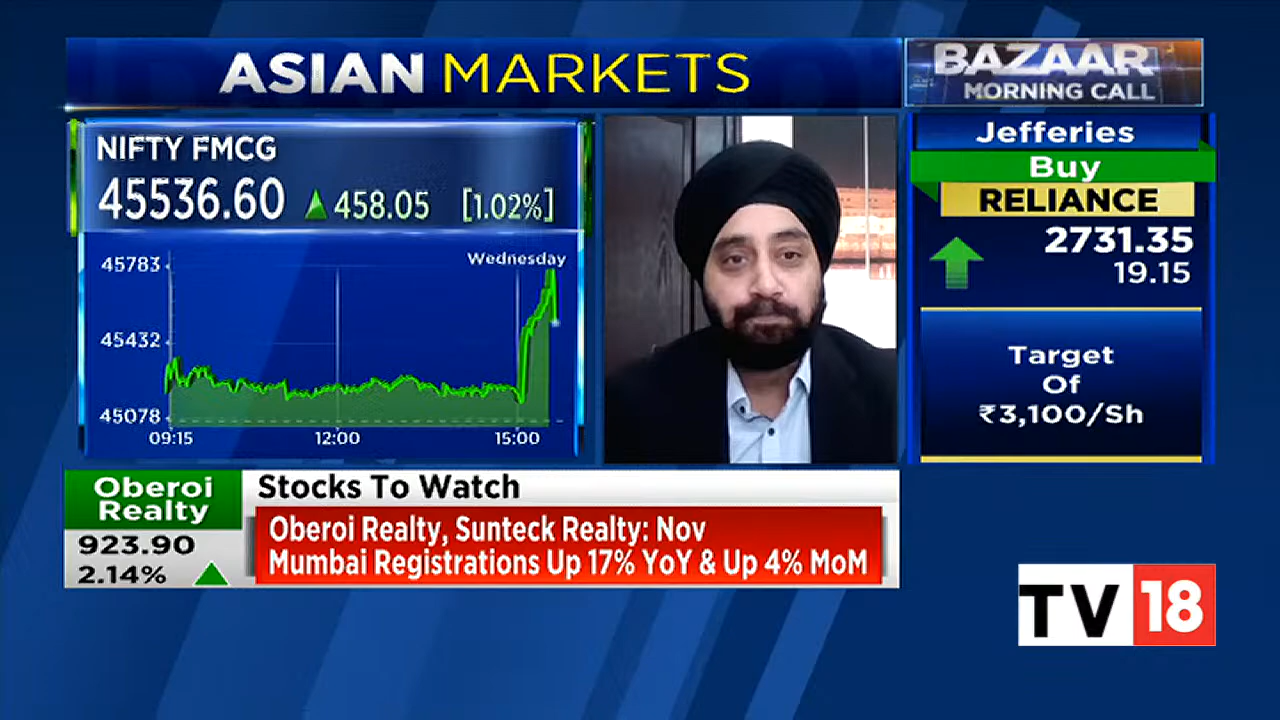 ASIAN MARKETS
BAZAAR
MORNING CALL
NIFTY FMCG
45536.60 ▲ 458.05 [1.02%]
Wednesday
45783
45432
45078
09:15 12:00 15:00
Jefferies
Buy
RELIANCE
2731.35
19.15
Target
Of
₹3,100/Sh
Oberoi
Realty
923.90
2.14% ▲
Stocks To Watch
Oberoi Realty, Sunteck Realty: Nov
Mumbai Registrations Up 17% YoY & Up 4% MoM
TV18